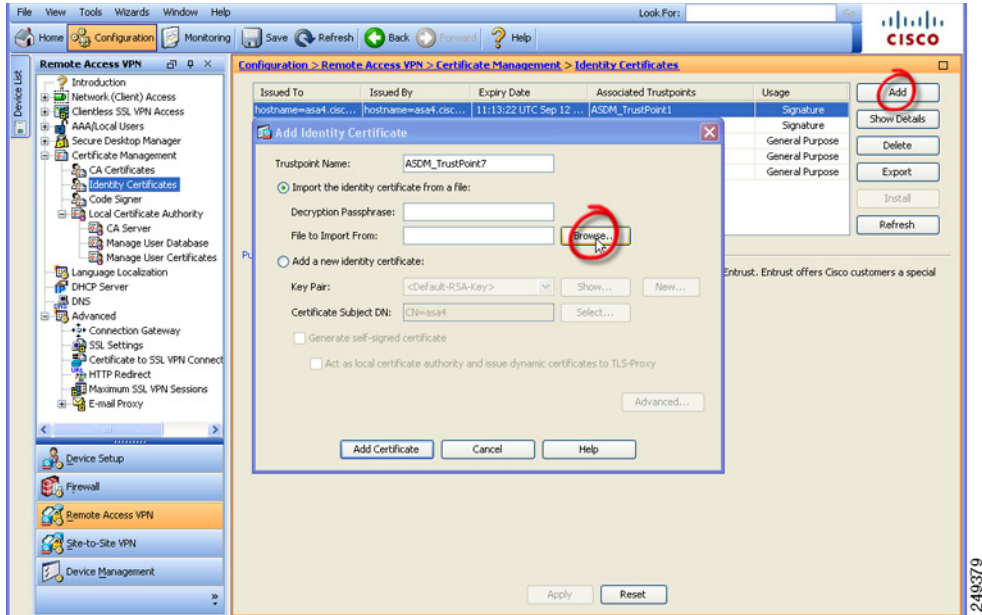 File View Tools Wizards Window Help Look For: Go
Home Configuration Monitoring Save Refresh Back Forward Help
CISCO
Device List
Remote Access VPN
Introduction
Network (Client) Access
Clientless SSL VPN Access
AAA/Local Users
Secure Desktop Manager
Certificate Management
CA Certificates
Identity Certificates
Code Signer
Local Certificate Authority
CA Server
Manage User Database
Manage User Certificates
Language Localization
DHCP Server
DNS
Advanced
Connection Gateway
SSL Settings
Certificate to SSL VPN Connect
HTTP Redirect
Maximum SSL VPN Sessions
E-mail Proxy
Device Setup
Firewall
Remote Access VPN
Site-to-Site VPN
Device Management
Configuration > Remote Access VPN > Certificate Management > Identity Certificates
Issued To Issued By Expiry Date Associated Trustpoints Usage
hostname=asa4.cisc... hostname=asa4.cisc... 11:13:22 UTC Sep 12 ... ASDM_TrustPoint1 Signature
Signature
General Purpose
General Purpose
General Purpose
Add
Show Details
Delete
Export
Install
Refresh
Pu
Entrust. Entrust offers Cisco customers a special
Add Identity Certificate
Trustpoint Name: ASDM_TrustPoint7
Import the identity certificate from a file:
Decryption Passphrase:
File to Import From: Browse...
Add a new identity certificate:
Key Pair: <Default-RSA-Key> Show... New...
Certificate Subject DN: CN=asa4 Select...
Generate self-signed certificate
Act as local certificate authority and issue dynamic certificates to TLS-Proxy
Advanced...
Add Certificate Cancel Help
Apply Reset
249379